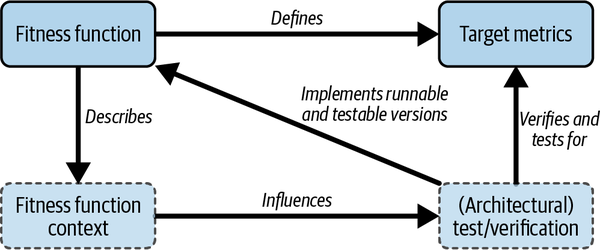 Fitness function
Defines
Target metrics
Describes
Implements runnable
and testable versions
Verifies and
tests for
Fitness function
context
Influences
(Architectural)
test/verification